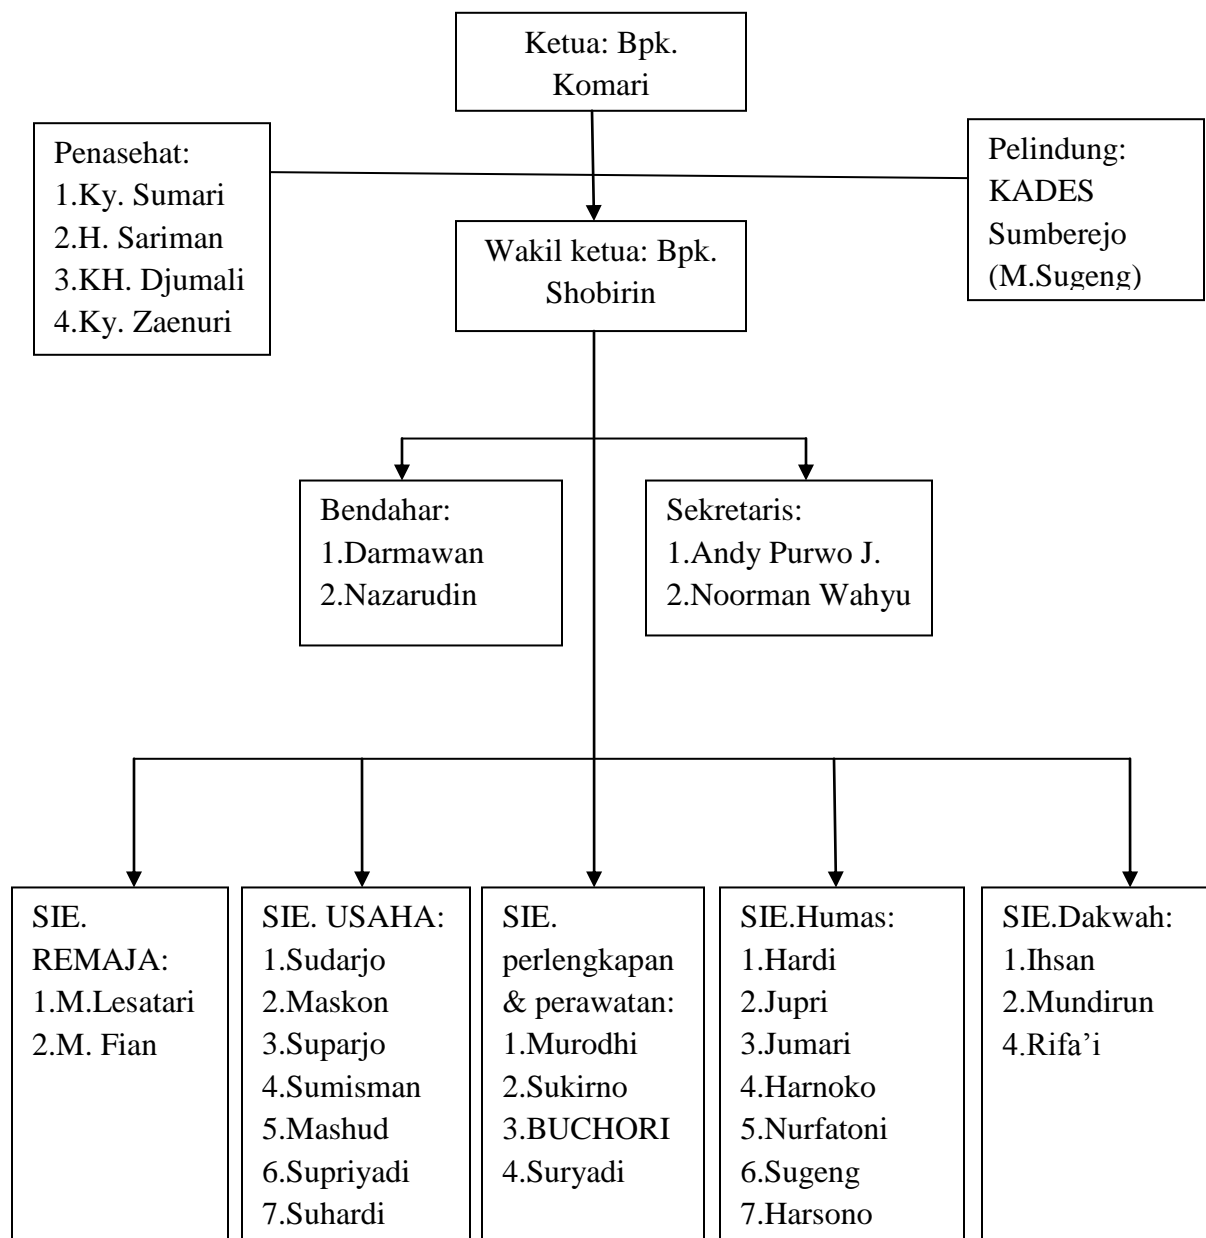 Ketua: Bpk.
Komari
Penasehat:
1.Ky. Sumari
2.H. Sariman
3.KH. Djumali
4.Ky. Zaenuri
Pelindung:
KADES
Sumberejo
(M.Sugeng)
Wakil ketua: Bpk.
Shobirin
Bendahar:
1.Darmawan
2.Nazarudin
Sekretaris:
1.Andy Purwo J.
2.Noorman Wahyu
SIE.
REMAJA:
1.M.Lesatari
2.M. Fian
SIE. USAHA:
1.Sudarjo
2.Maskon
3.Suparjo
4.Sumisman
5.Mashud
6.Supriyadi
7.Suhardi
SIE.
perlengkapan
& perawatan:
1.Murodhi
2.Sukirno
3.BUCHORI
4.Suryadi
SIE.Humas:
1.Hardi
2.Jupri
3.Jumari
4.Harnoko
5.Nurfatoni
6.Sugeng
7.Harsono
SIE.Dakwah:
1.Ihsan
2.Mundirun
4.Rifa’i